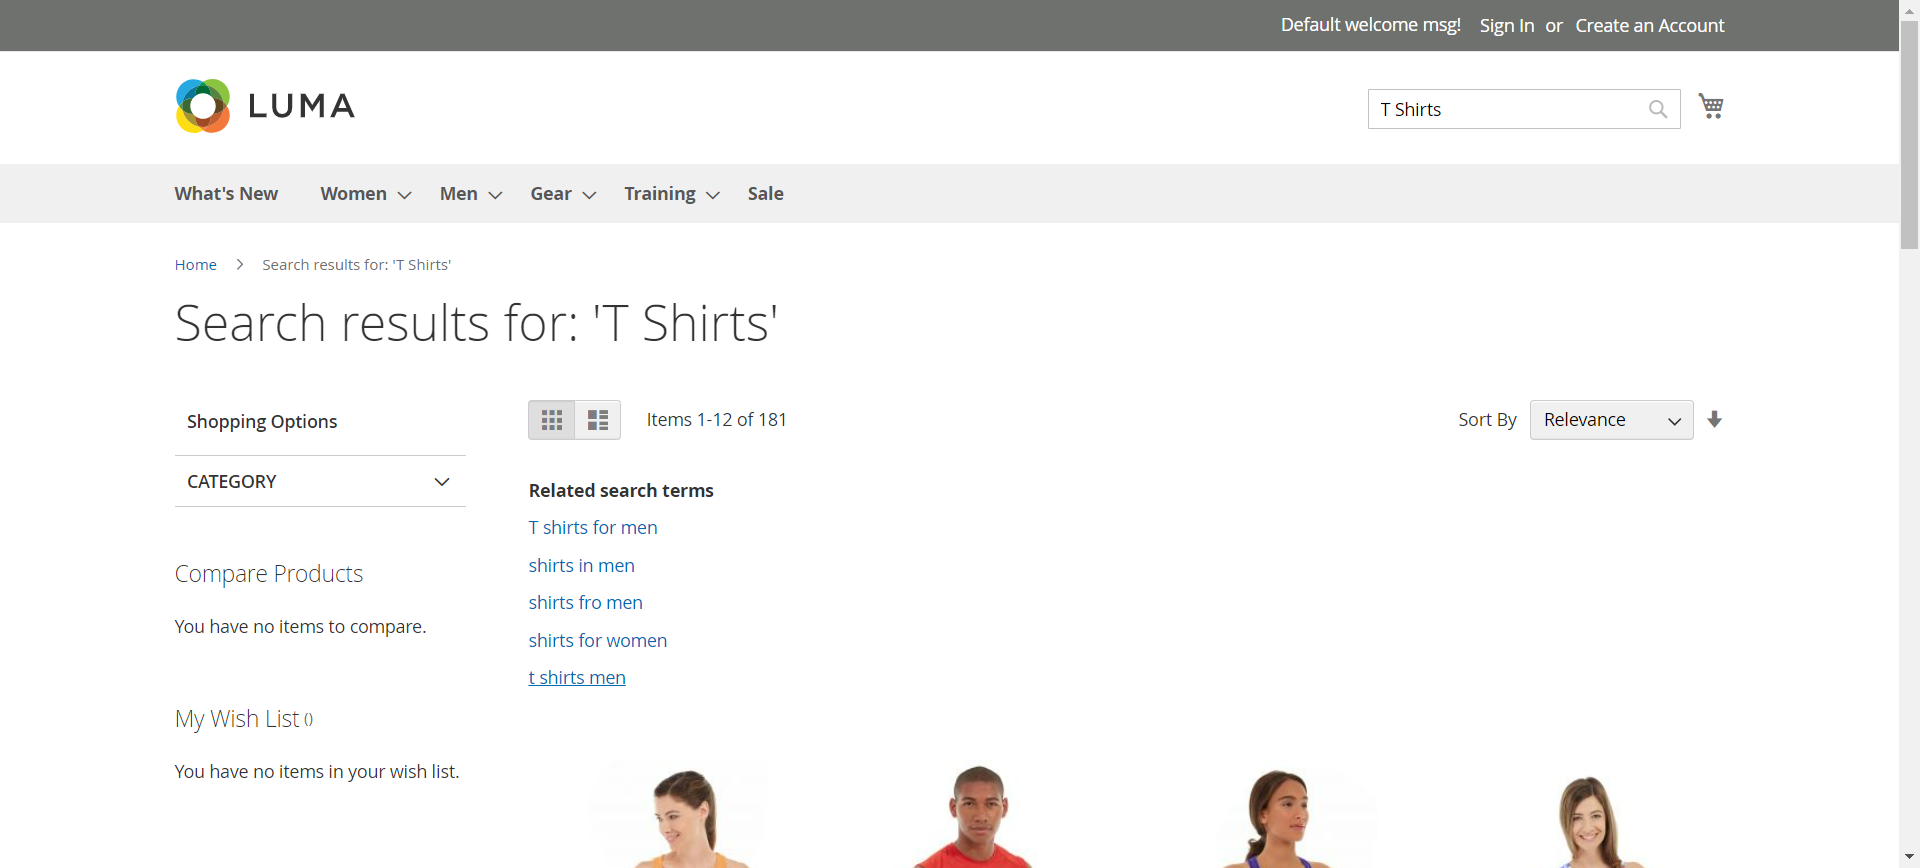 Default welcome msg! Sign In or Create an Account
LUMA
T Shirts
What's New Women Men Gear Training Sale
Home Search results for: 'T Shirts'
Search results for: 'T Shirts'
Shopping Options
CATEGORY
Compare Products
You have no items to compare.
My Wish List ()
You have no items in your wish list.
Items 1-12 of 181
Sort By Relevance
Related search terms
T shirts for men
shirts in men
shirts fro men
shirts for women
t shirts men